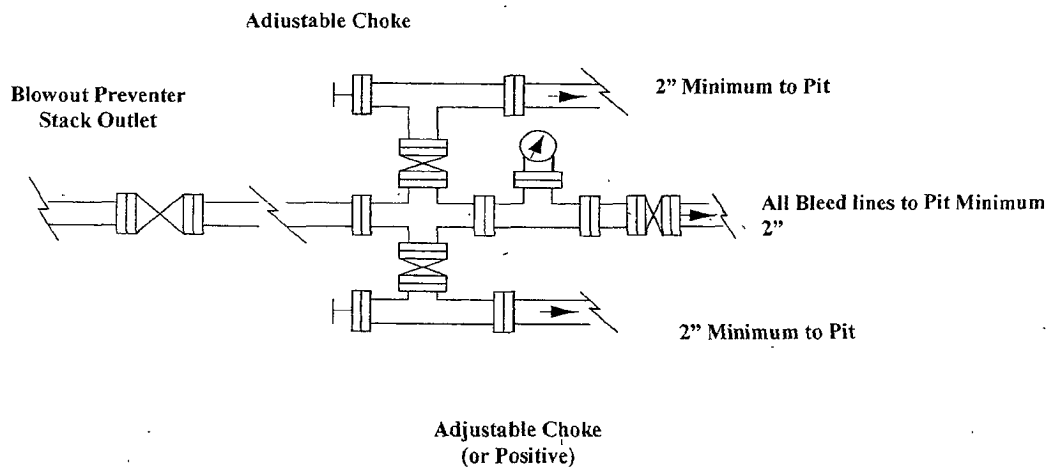 Adiustable Choke
Blowout Preventer
Stack Outlet
2” Minimum to Pit
All Bleed lines to Pit Minimum
2”
2” Minimum to Pit
Adjustable Choke
(or Positive)